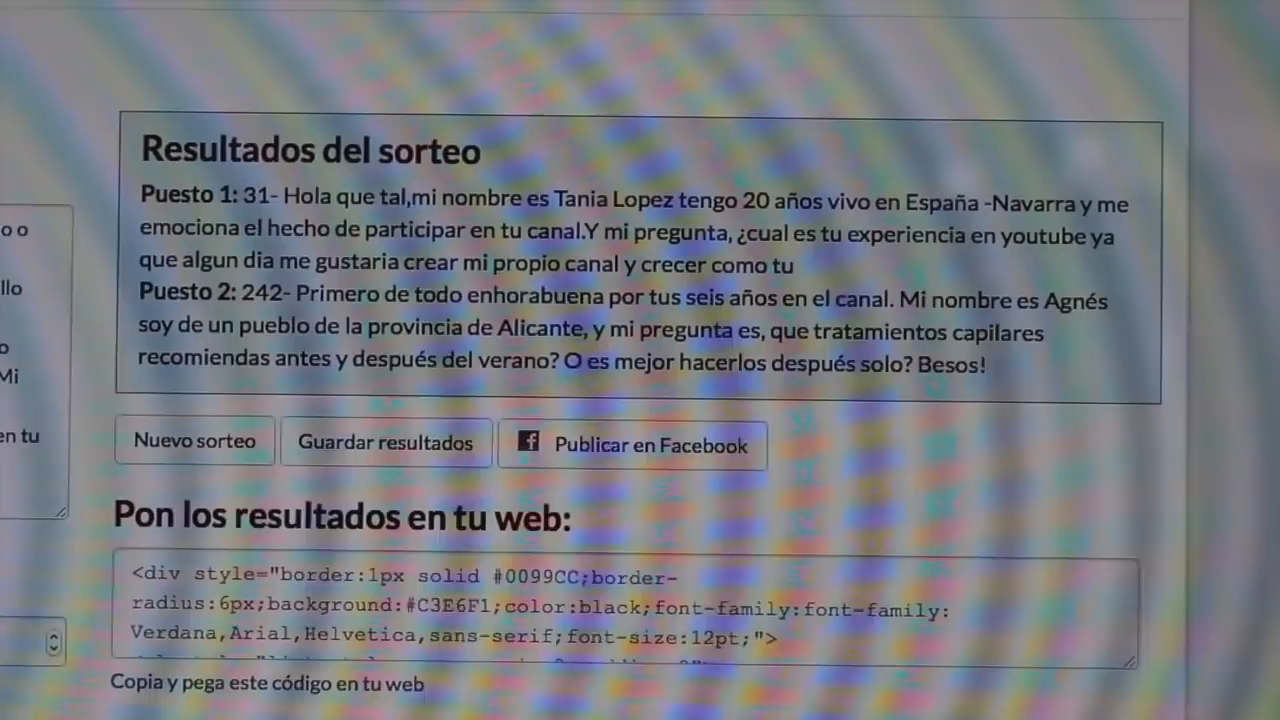 Resultados del sorteo
Puesto 1: 31- Hola que tal,mi nombre es Tania Lopez tengo 20 años vivo en España -Navarra y me
emociona el hecho de participar en tu canal.Y mi pregunta, ¿cual es tu experiencia en youtube ya
que algun dia me gustaria crear mi propio canal y crecer como tu
Puesto 2: 242- Primero de todo enhorabuena por tus seis años en el canal. Mi nombre es Agnés
soy de un pueblo de la provincia de Alicante, y mi pregunta es, que tratamientos capilares
recomiendas antes y después del verano? O es mejor hacerlos después solo? Besos!
o o
llo
o
Mi
en tu
Nuevo sorteo
Guardar resultados
Publicar en Facebook
Pon los resultados en tu web:
<div style="border:1px solid #0099CC;border-
radius:6px;background:#C3E6F1;color:black;font-family:font-family:
Verdana,Arial,Helvetica,sans-serif;font-size:12pt;">
Copia y pega este código en tu web